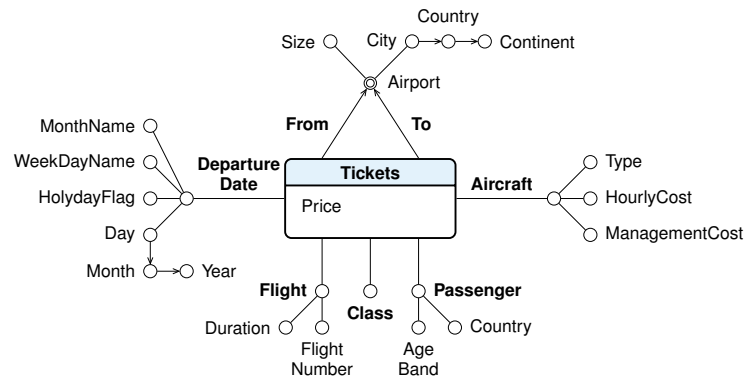 Country
Size
City
Continent
Airport
MonthName
From
To
WeekDayName
Departure
Date
Tickets
Aircraft
Type
HolydayFlag
Price
HourlyCost
Day
ManagementCost
Month
Year
Flight
Passenger
Class
Duration
Country
Flight
Number
Age
Band